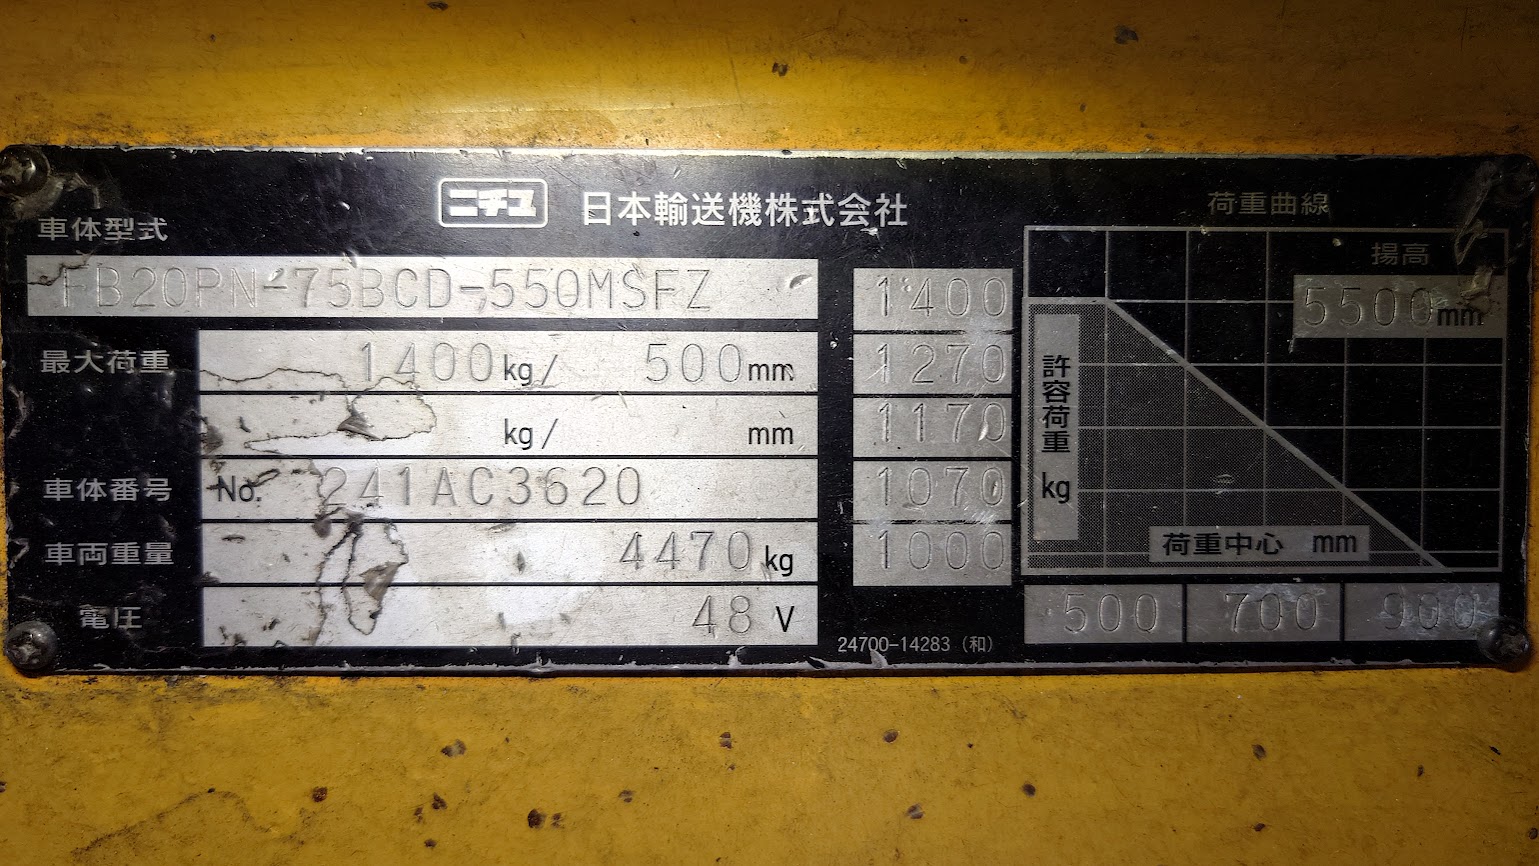 ニチユ 日本輸送機株式会社
車体型式
FB20PN-75BCD-550MSFZ
最大荷重 1400kg/ 500mm
kg/ mm
車体番号 No. 241AC3620
車両重量 4470kg
電圧 48V
荷重曲線
揚高
5500mm
1400
1270
1170
1070
1000
許容荷重 kg
荷重中心 mm
500 700 900
24700-14283 (和)